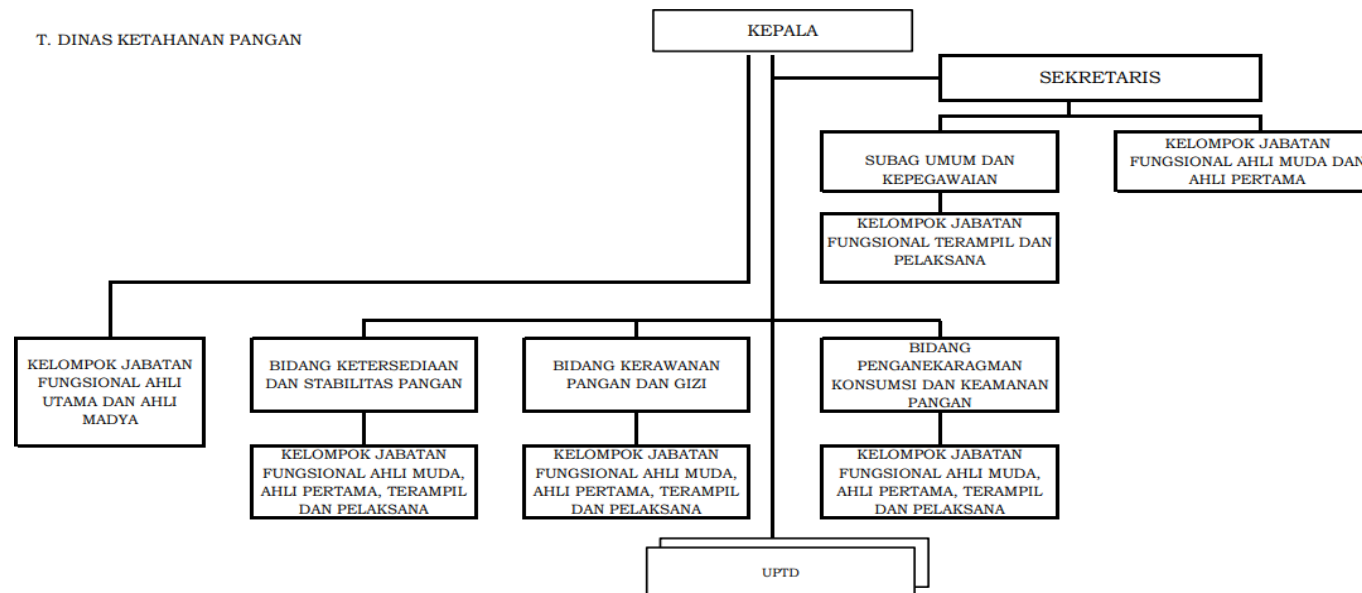 T. DINAS KETAHANAN PANGAN
KEPALA
SEKRETARIS
SUBAG UMUM DAN
KEPEGAWAIAN
KELOMPOK JABATAN
FUNGSIONAL AHLI MUDA DAN
AHLI PERTAMA
KELOMPOK JABATAN
FUNGSIONAL TERAMPIL DAN
PELAKSANA
KELOMPOK JABATAN
FUNGSIONAL AHLI
UTAMA DAN AHLI
MADYA
BIDANG KETERSEDIAAN
DAN STABILITAS PANGAN
BIDANG KERAWANAN
PANGAN DAN GIZI
BIDANG
PENGANEKARAGMAN
KONSUMSI DAN KEAMANAN
PANGAN
KELOMPOK JABATAN
FUNGSIONAL AHLI MUDA,
AHLI PERTAMA, TERAMPIL
DAN PELAKSANA
KELOMPOK JABATAN
FUNGSIONAL AHLI MUDA,
AHLI PERTAMA, TERAMPIL
DAN PELAKSANA
KELOMPOK JABATAN
FUNGSIONAL AHLI MUDA,
AHLI PERTAMA, TERAMPIL
DAN PELAKSANA
UPTD